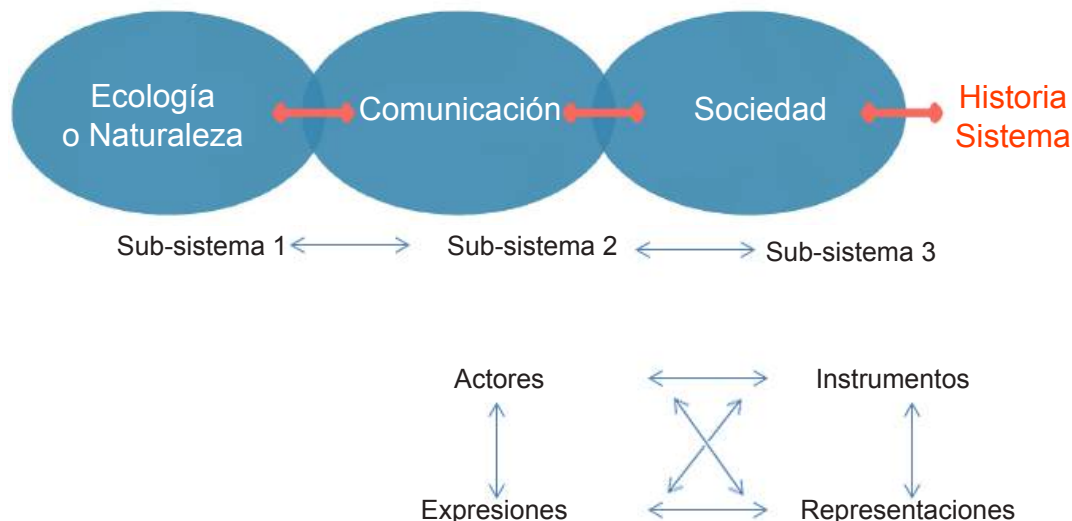 Ecología
o Naturaleza
Comunicación
Sociedad
Historia
Sistema
Sub-sistema 1
Sub-sistema 2
Sub-sistema 3
Actores
Instrumentos
Expresiones
Representaciones